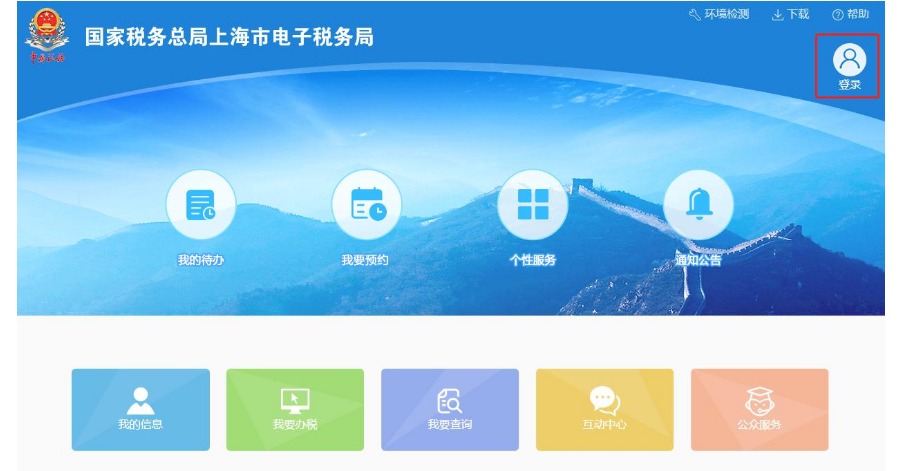 环境检测 下载 帮助
国家税务总局上海市电子税务局
登录
我的待办 我要预约 个性服务 通知公告
我的信息 我要办税 我要查询 互动中心 公众服务